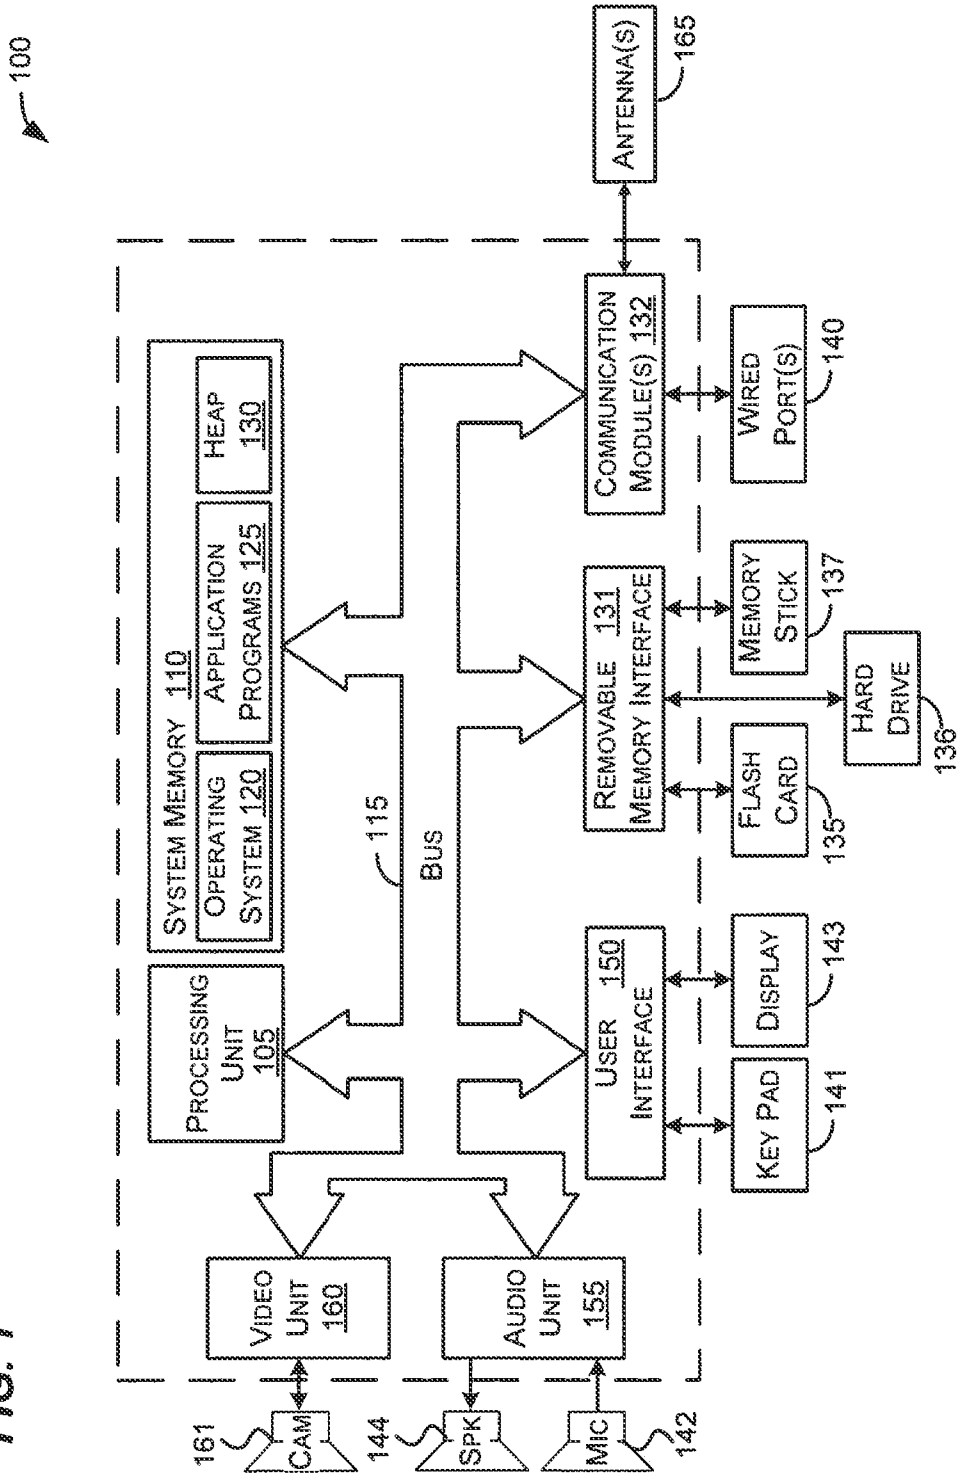 FIG. 1
100
SYSTEM MEMORY 110
PROCESSING
UNIT 105
OPERATING
SYSTEM 120
APPLICATION
PROGRAMS 125
HEAP
130
115
BUS
VIDEO
UNIT
160
AUDIO
UNIT
155
CAM
161
SPK
144
MIC
142
USER 150
INTERFACE
REMOVABLE 131
MEMORY INTERFACE
COMMUNICATION
MODULE(S) 132
ANTENNA(S)
165
KEY PAD
141
DISPLAY
143
FLASH
CARD
135
HARD
DRIVE
136
MEMORY
STICK
137
WIRED
PORT(S)
140